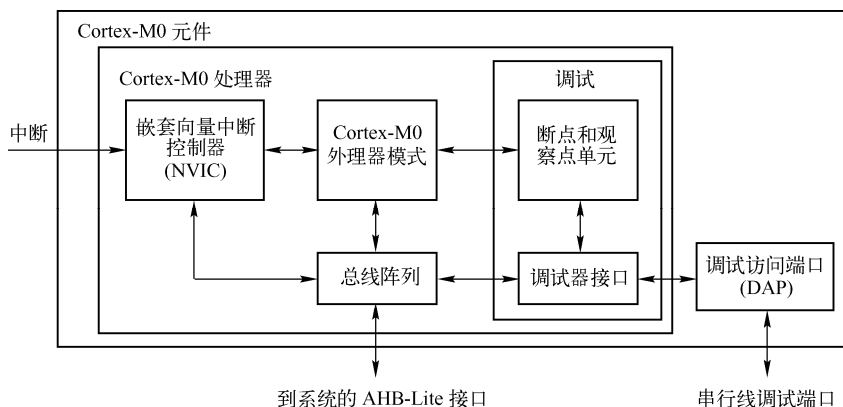 Cortex-M0 元件
Cortex-M0 处理器
调试
中断
嵌套向量中断
控制器
(NVIC)
Cortex-M0
外理器模式
断点和观
察点单元
总线阵列
调试器接口
调试访问端口
(DAP)
到系统的 AHB-Lite 接口
串行线调试端口